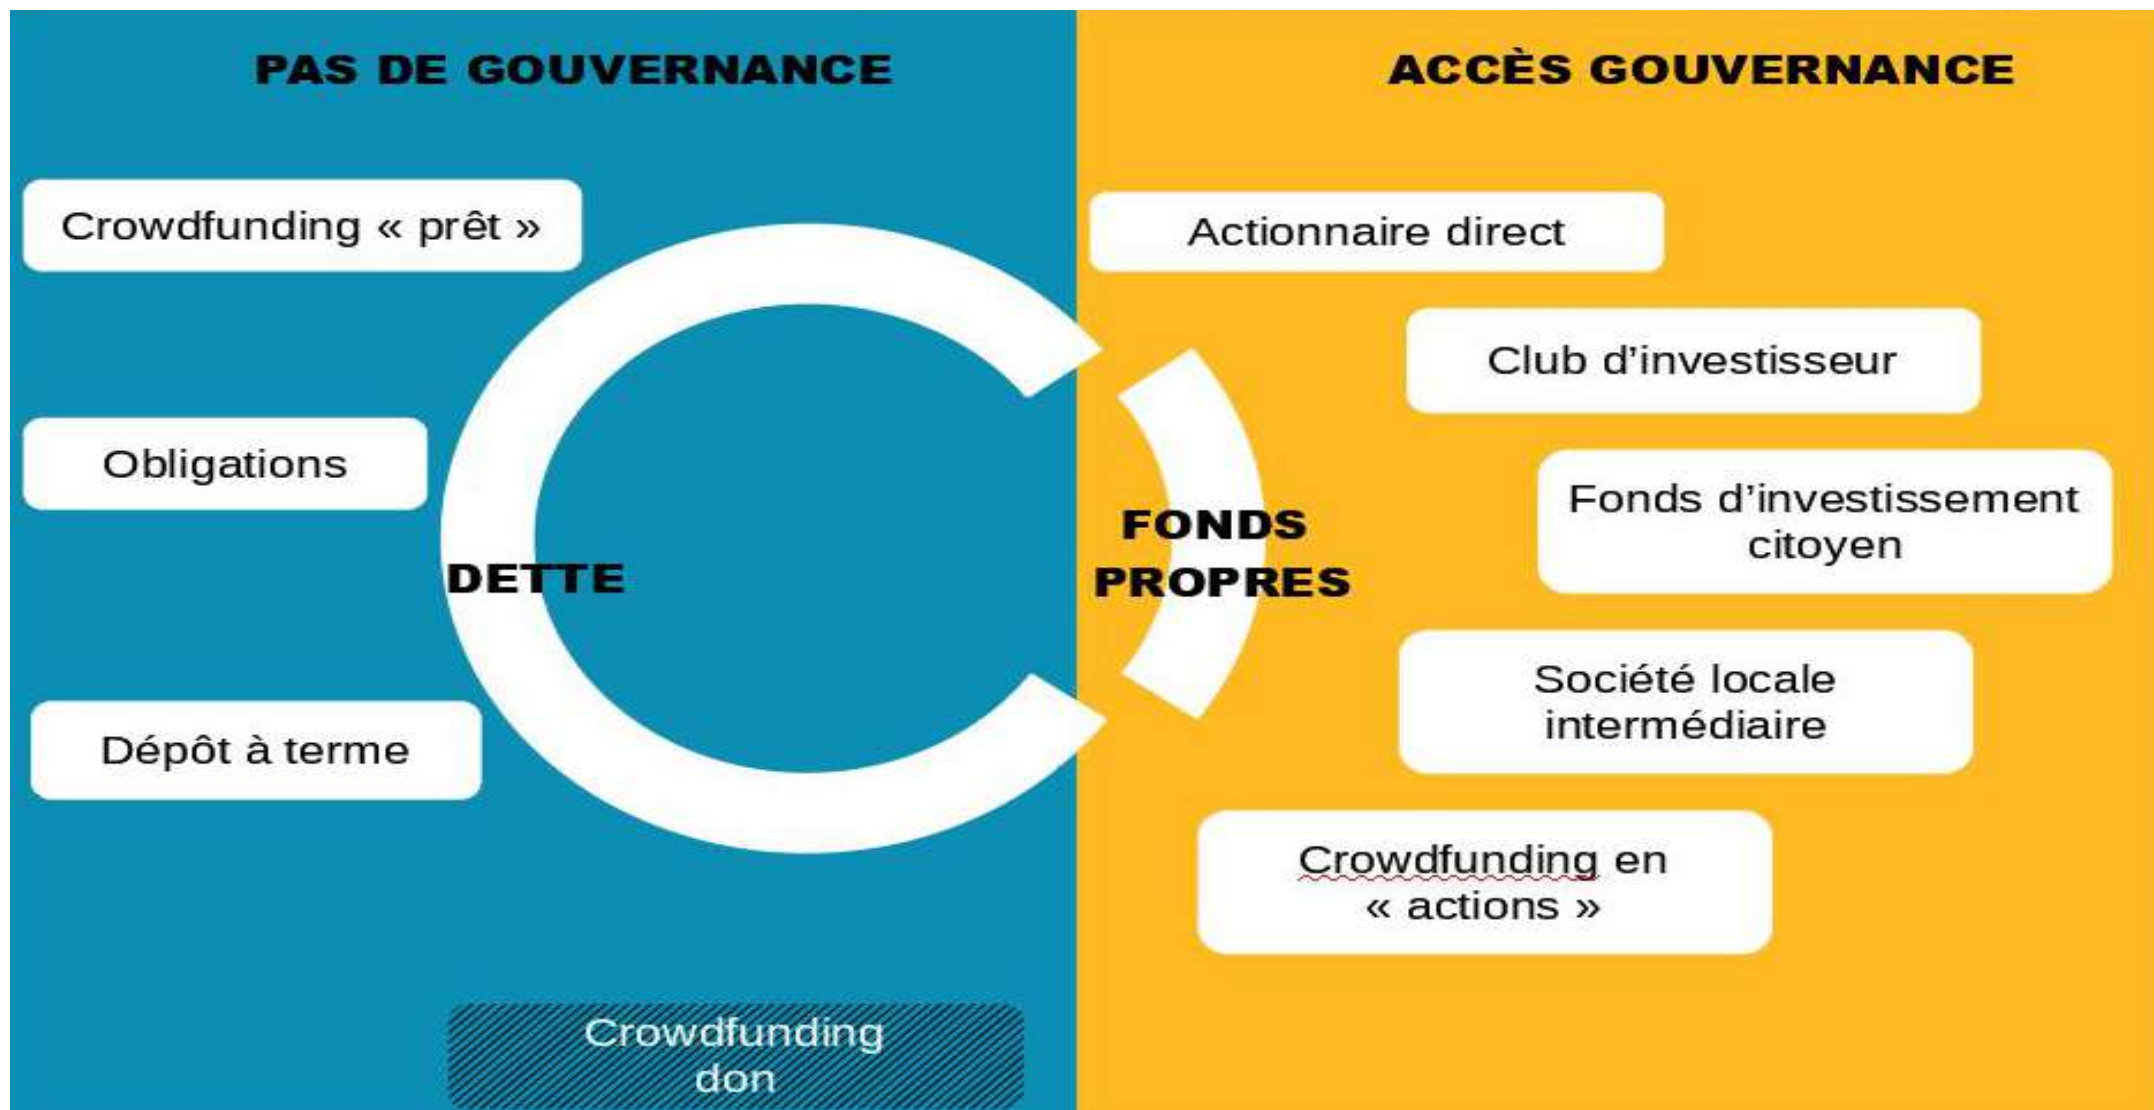 PAS DE GOUVERNANCE
ACCÈS GOUVERNANCE
Crowdfunding « prêt »
Obligations
Dépôt à terme
DETTE
Crowdfunding
don
FONDS
PROPRES
Actionnaire direct
Club d’investisseur
Fonds d’investissement
citoyen
Société locale
intermédiaire
Crowdfunding en
« actions »